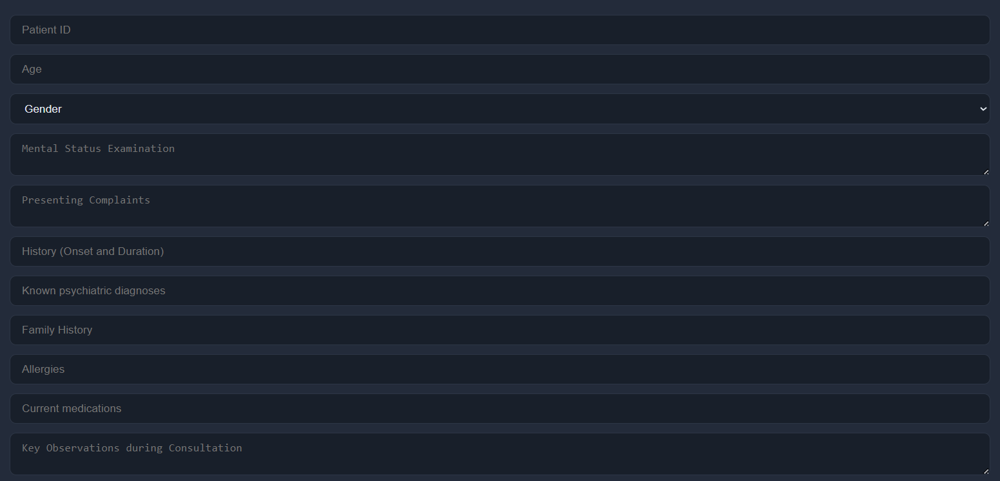 Patient ID
Age
Gender
Mental Status Examination
Presenting Complaints
History (Onset and Duration)
Known psychiatric diagnoses
Family History
Allergies
Current medications
Key Observations during Consultation